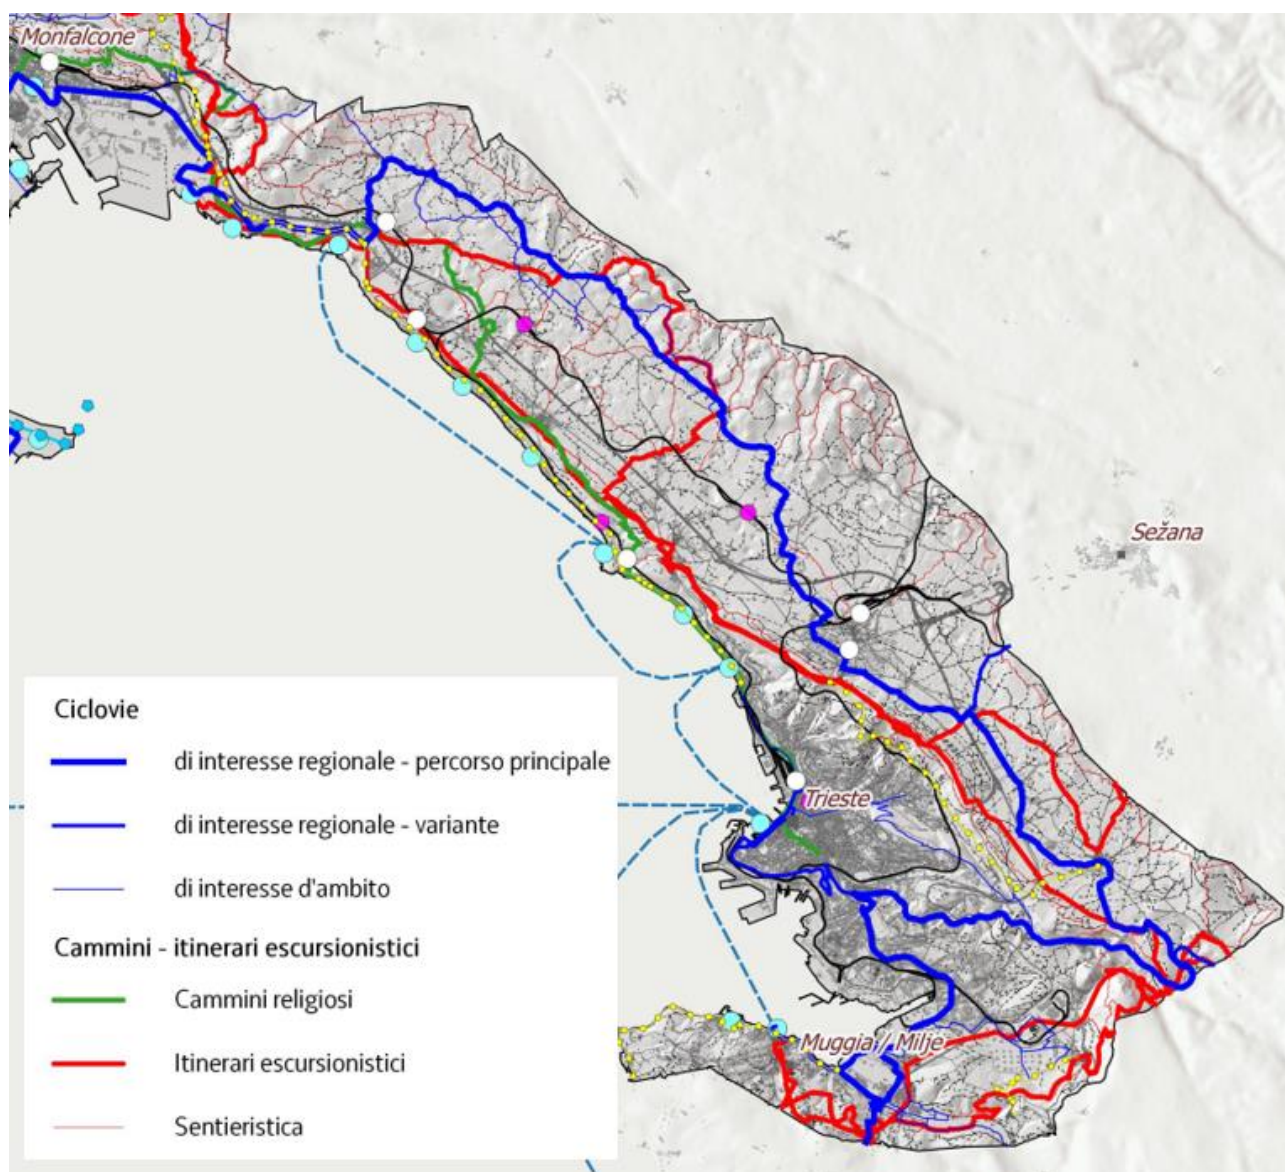 Monfalcone
Sežana
Trieste
Muggia / Milje
Ciclovie
di interesse regionale - percorso principale
di interesse regionale - variante
di interesse d'ambito
Cammini - itinerari escursionistici
Cammini religiosi
Itinerari escursionistici
Sentieristica